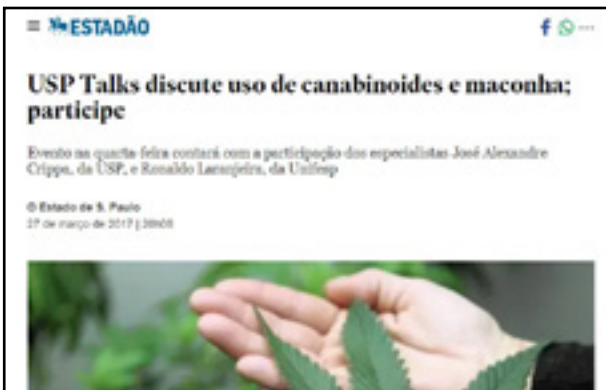 ESTADÃO
USP Talks discute uso de canabinoides e maconha;
participe
Evento na quarta-feira contará com a participação dos especialistas José Alexandre
Crippa, da USP, e Ronaldo Laranjeira, da Unifesp
O Estado de S. Paulo
27 de março de 2017 |